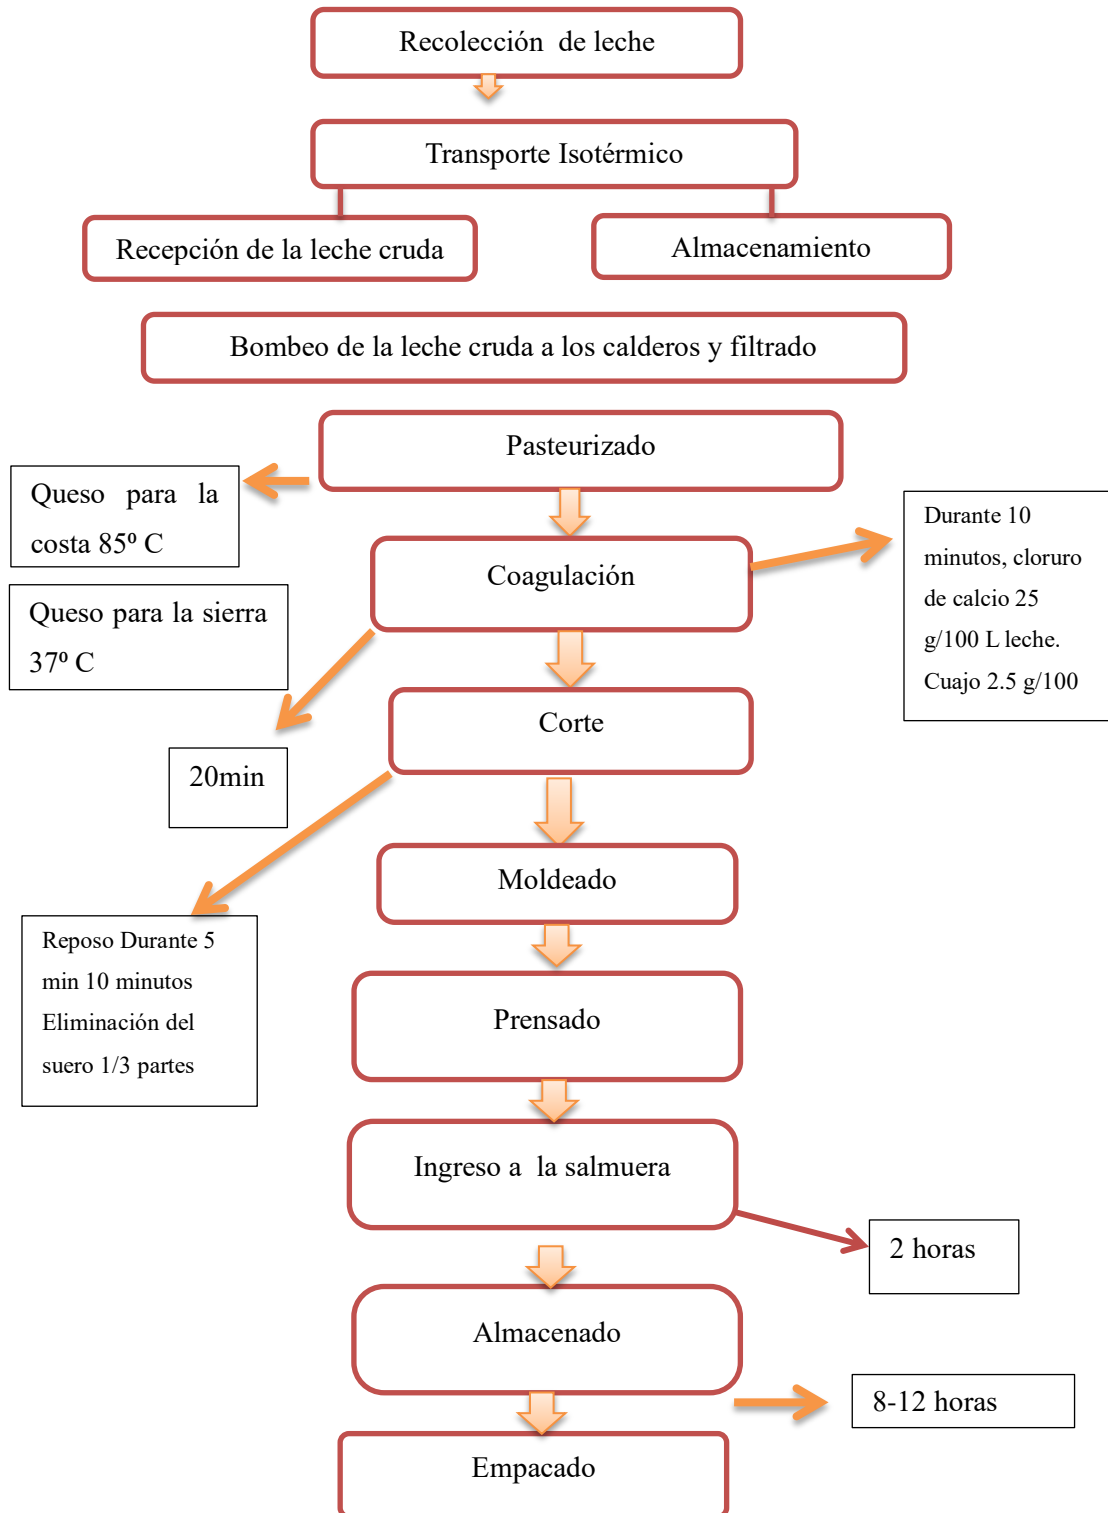 Recolección de leche
Transporte Isotérmico
Recepción de la leche cruda
Almacenamiento
Bombeo de la leche cruda a los calderos y filtrado
Pasteurizado
Queso para la
costa 85º C
Queso para la sierra
37º C
Coagulación
Durante 10
minutos, cloruro
de calcio 25
g/100 L leche.
Cuajo 2.5 g/100
20min
Corte
Reposo Durante 5
min 10 minutos
Eliminación del
suero 1/3 partes
Moldeado
Prensado
Ingreso a la salmuera
2 horas
Almacenado
8-12 horas
Empacado